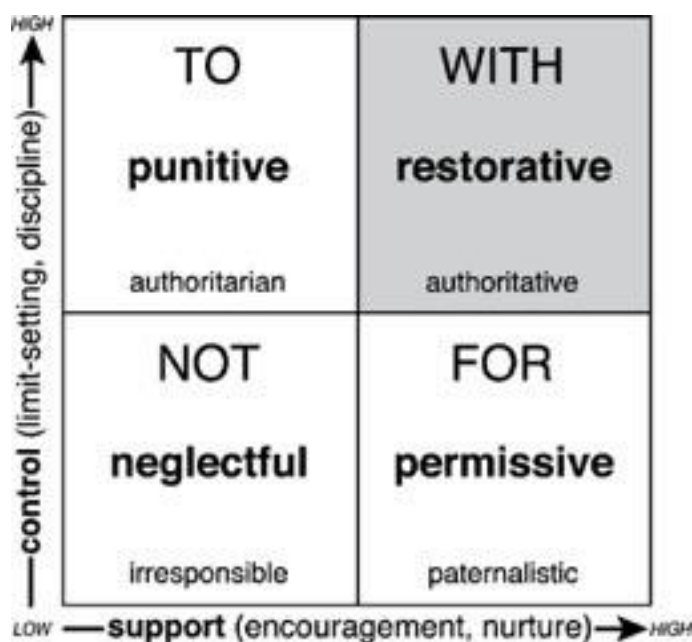 HIGH
control (limit-setting, discipline)
TO
punitive
authoritarian
WITH
restorative
authoritative
NOT
neglectful
irresponsible
FOR
permissive
paternalistic
LOW
support (encouragement, nurture)
HIGH